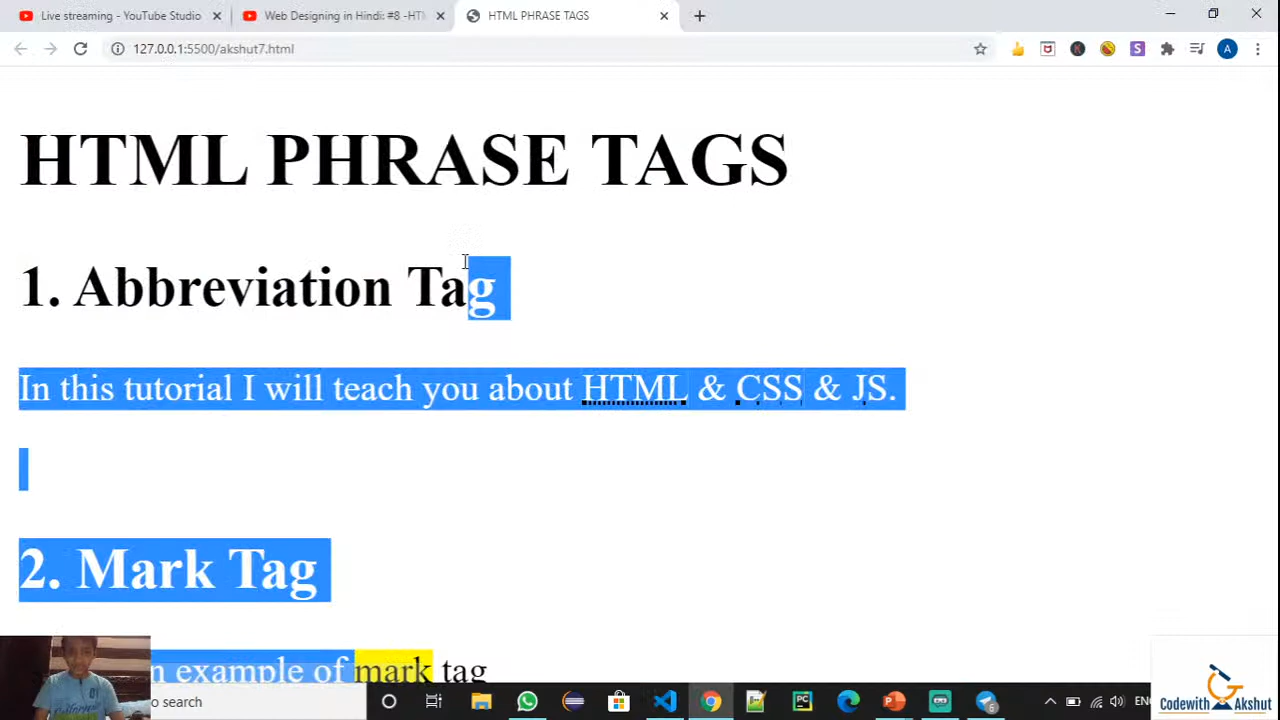 Live streaming - YouTube Studio
Web Designing in Hindi: #8 -HT
HTML PHRASE TAGS
127.0.0.1:5500/akshut7.html
A
HTML PHRASE TAGS
1. Abbreviation Tag
In this tutorial I will teach you about HTML & CSS & JS.
2. Mark Tag
n example of mark tag
o search
Codewith Akshut